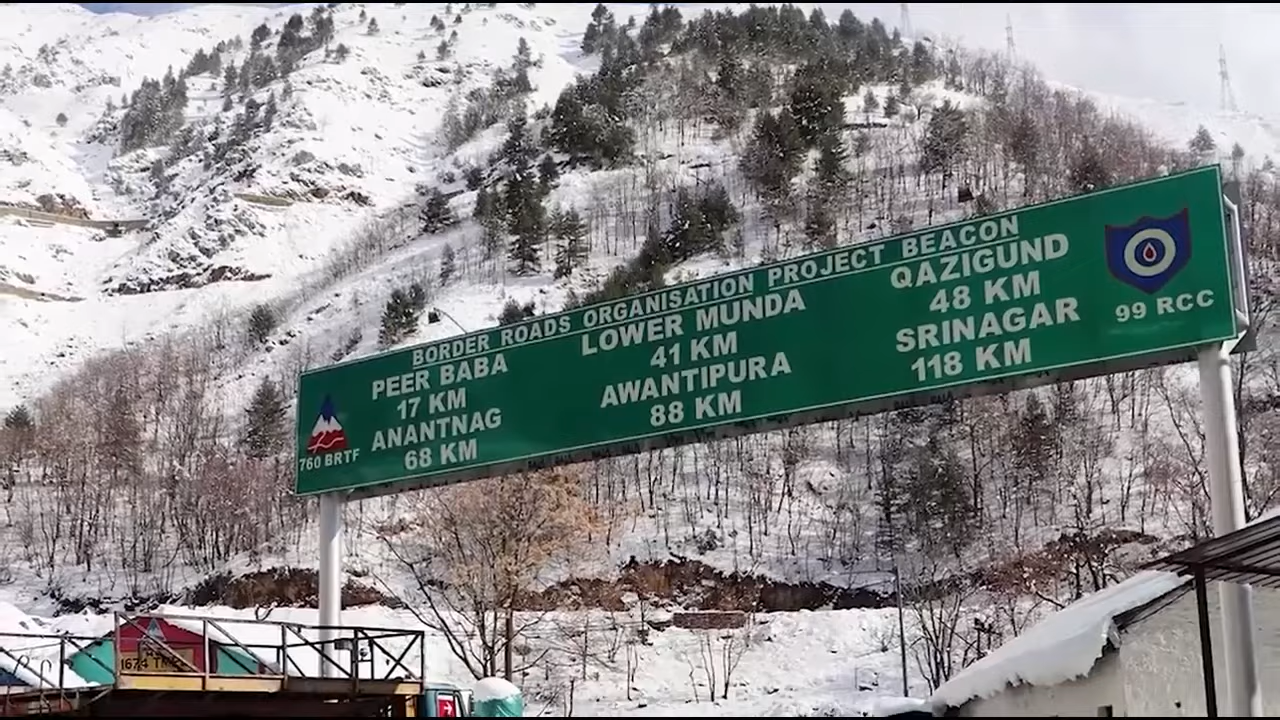 BORDER ROADS ORGANISATION PROJECT BEACON
PEER BABA
17 KM
ANANTNAG
68 KM
LOWER MUNDA
41 KM
AWANTIPURA
88 KM
QAZIGUND
48 KM
SRINAGAR
118 KM
760 BRTF
99 RCC
1674